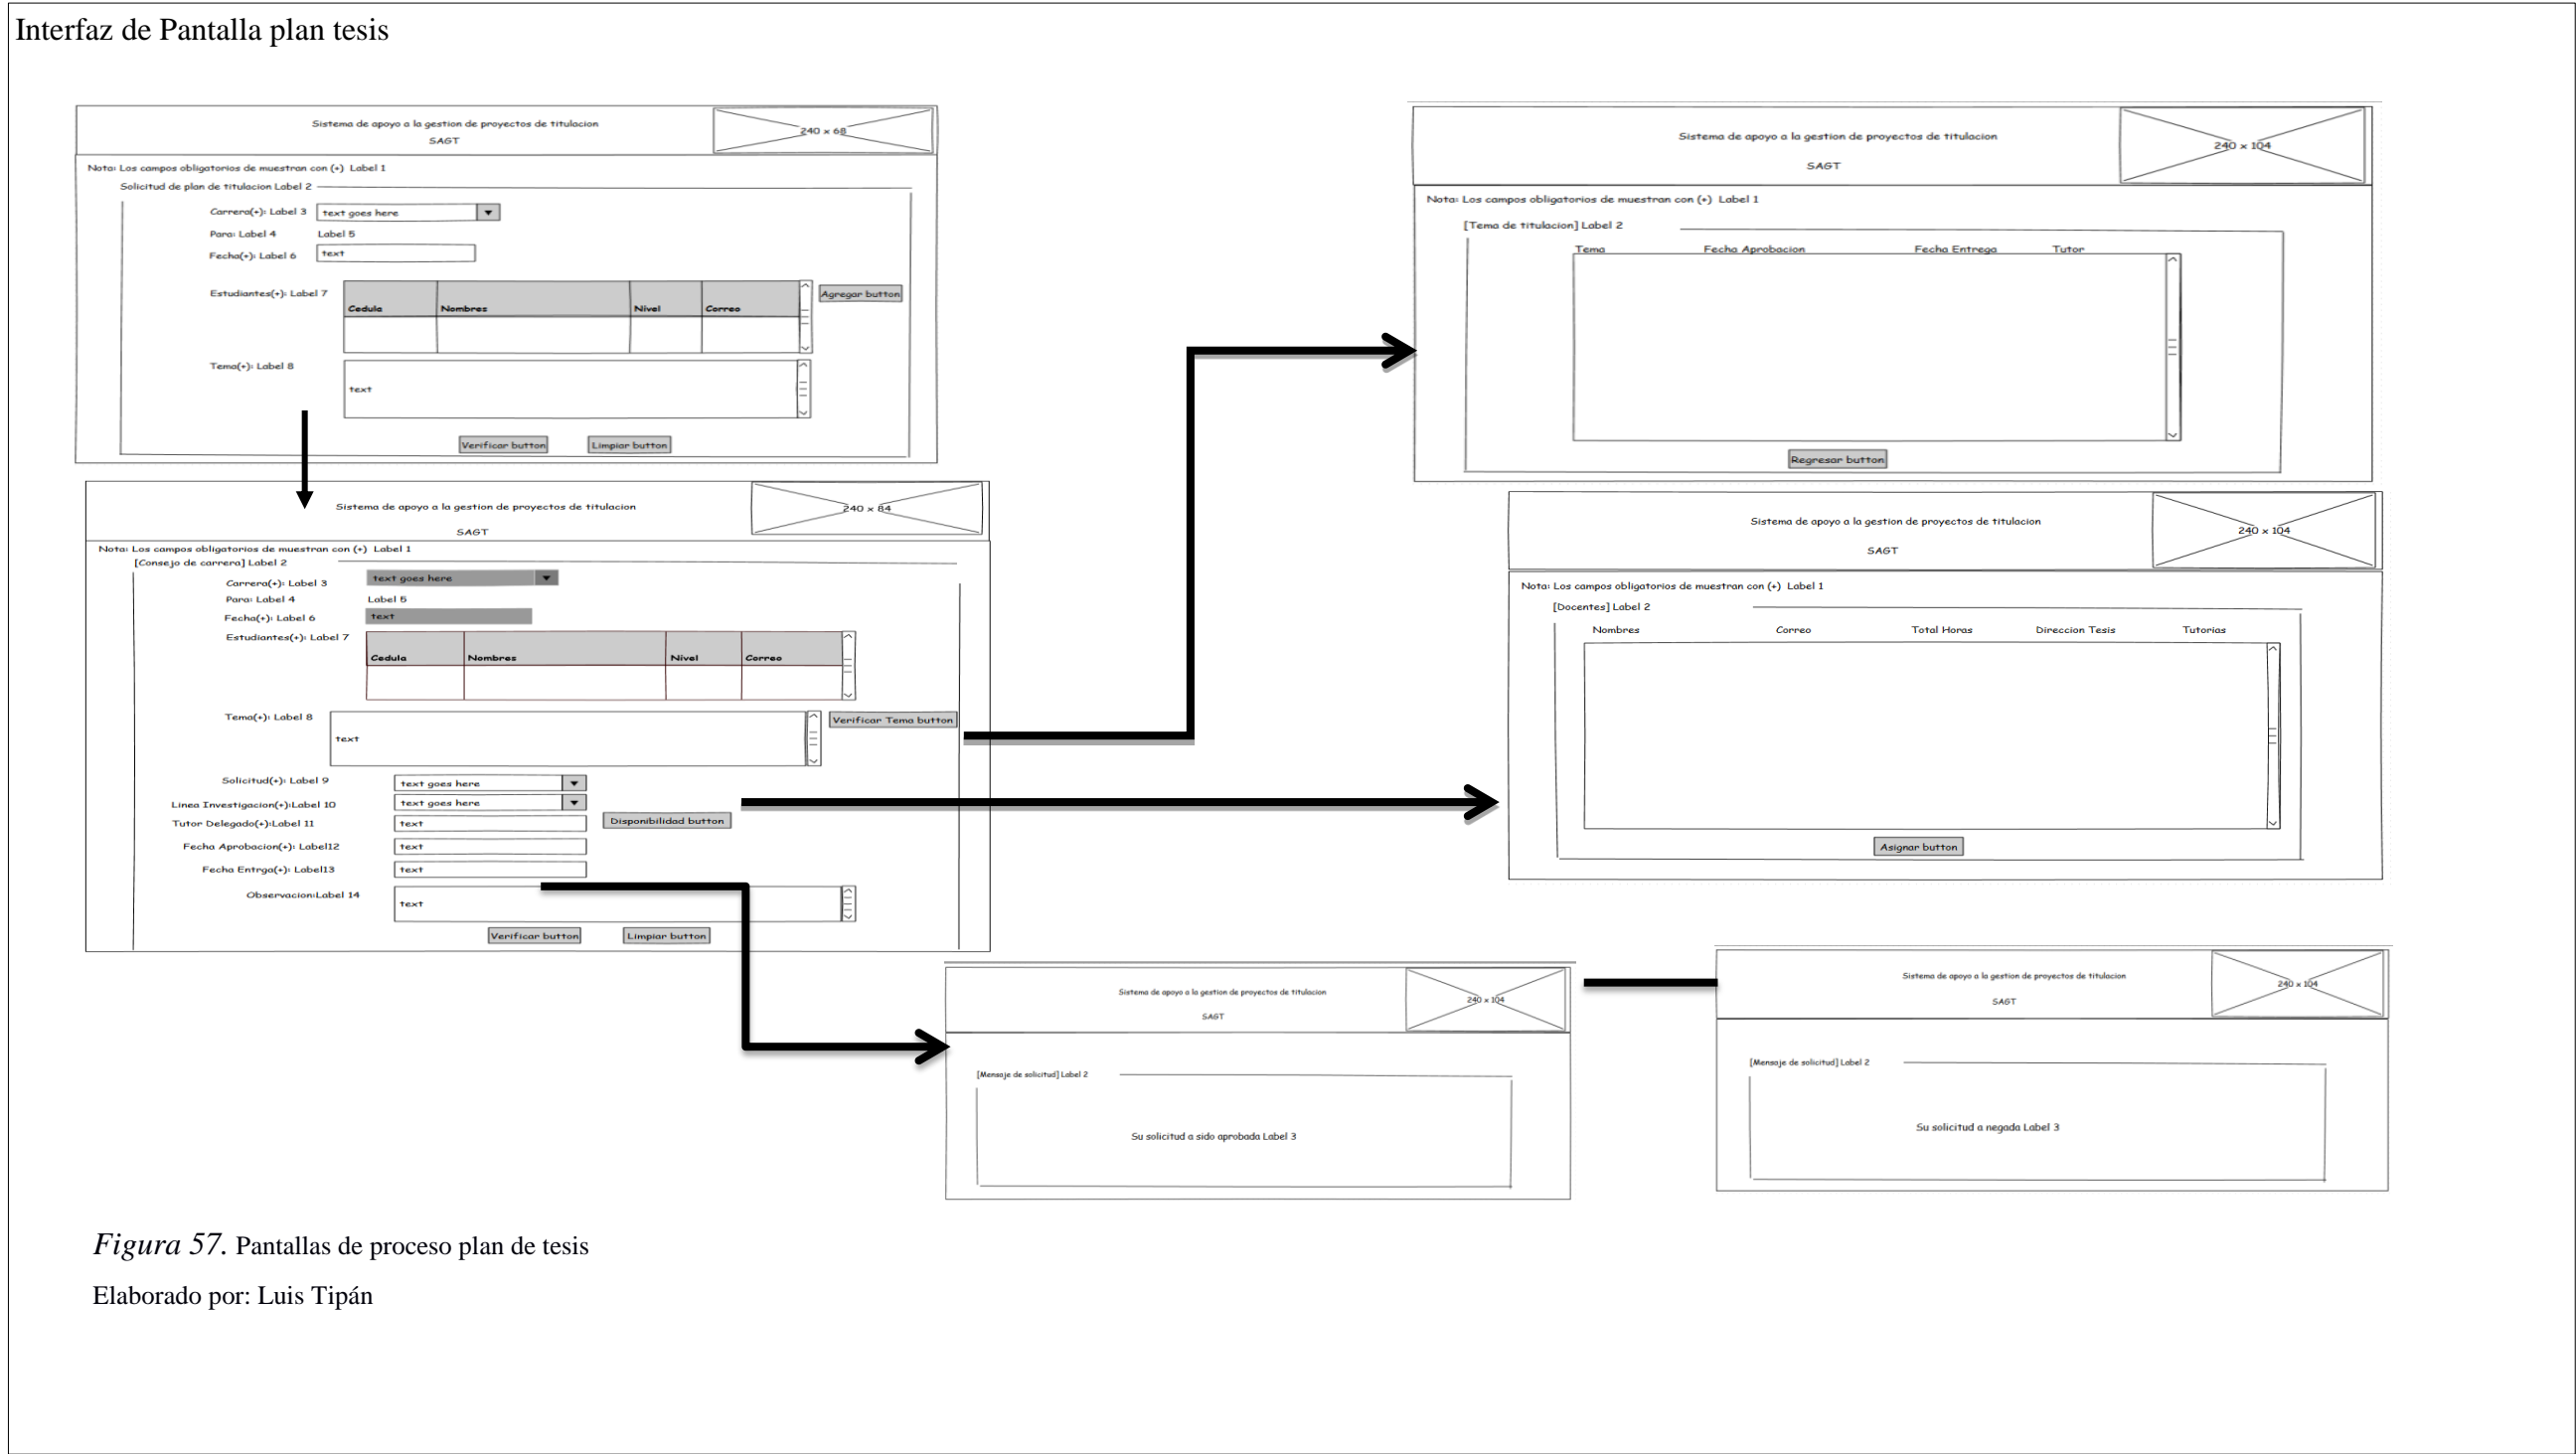 Interfaz de Pantalla plan tesis
Sistema de apoyo a la gestion de proyectos de titulacion
SAGT
240 x 68
Nota: Los campos obligatorios de muestran con (*) Label 1
Solicitud de plan de titulacion Label 2
Carrera(*): Label 3 text goes here
Para: Label 4 Label 5
Fecha(*): Label 6 text
Estudiantes(*): Label 7
Cedula Nombres Nivel Correo
Agregar button
Tema(*): Label 8
text
Verificar button Limpiar button
Sistema de apoyo a la gestion de proyectos de titulacion
SAGT
240 x 84
Nota: Los campos obligatorios de muestran con (*) Label 1
[Consejo de carrera] Label 2
Carrera(*): Label 3 text goes here
Para: Label 4 Label 5
Fecha(*): Label 6 text
Estudiantes(*): Label 7
Cedula Nombres Nivel Correo
Tema(*): Label 8
text
Verificar Tema button
Solicitud(*): Label 9 text goes here
Linea Investigacion(*):Label 10 text goes here
Tutor Delegado(*):Label 11 text Disponibilidad button
Fecha Aprobacion(*): Label12 text
Fecha Entrga(*): Label13 text
Observacion:Label 14 text
Verificar button Limpiar button
Sistema de apoyo a la gestion de proyectos de titulacion
SAGT
240 x 104
Nota: Los campos obligatorios de muestran con (*) Label 1
[Tema de titulacion] Label 2
Tema Fecha Aprobacion Fecha Entrega Tutor
Regresar button
Sistema de apoyo a la gestion de proyectos de titulacion
SAGT
240 x 104
Nota: Los campos obligatorios de muestran con (*) Label 1
[Docentes] Label 2
Nombres Correo Total Horas Direccion Tesis Tutorias
Asignar button
Sistema de apoyo a la gestion de proyectos de titulacion
SAGT
240 x 104
[Mensaje de solicitud] Label 2
Su solicitud a sido aprobada Label 3
Sistema de apoyo a la gestion de proyectos de titulacion
SAGT
240 x 104
[Mensaje de solicitud] Label 2
Su solicitud a negada Label 3
Figura 57. Pantallas de proceso plan de tesis
Elaborado por: Luis Tipán